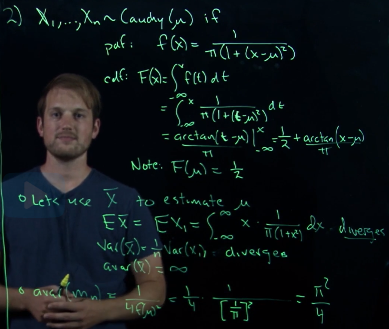 2) X₁,...,Xₙ ~ Cauchy(μ) if
pdf: f(x) = 1/(π(1+(x-μ)²))
cdf: F(x) = ∫_{-∞}^{x} f(t) dt
= ∫_{-∞}^{x} 1/(π(1+(t-μ)²)) dt
= arctan(t-μ)/π |_{-∞}^{x} = 1/2 + arctan(x-μ)/π
Note: F(μ) = 1/2
• Lets use X̄ to estimate μ
EX̄ = EX₁ = ∫_{-∞}^{∞} x · 1/(π(1+x²)) dx · diverges
Var(X̄) = 1/n Var(X₁) = diverges
avar(X̄) = ∞
• avar(mₙ) = 1/(4f(μ)²) = 1/4 · 1/[1/π]² = π²/4